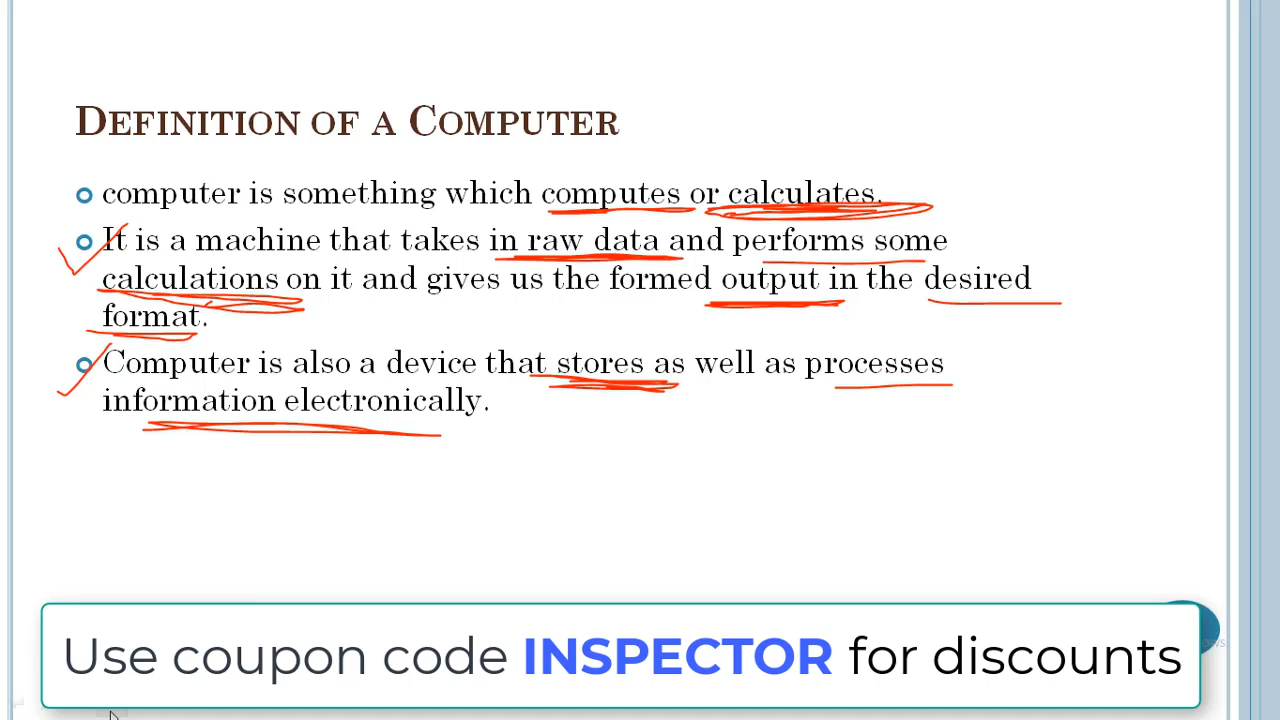 DEFINITION OF A COMPUTER
computer is something which computes or calculates.
It is a machine that takes in raw data and performs some
calculations on it and gives us the formed output in the desired
format.
Computer is also a device that stores as well as processes
information electronically.
Use coupon code INSPECTOR for discounts